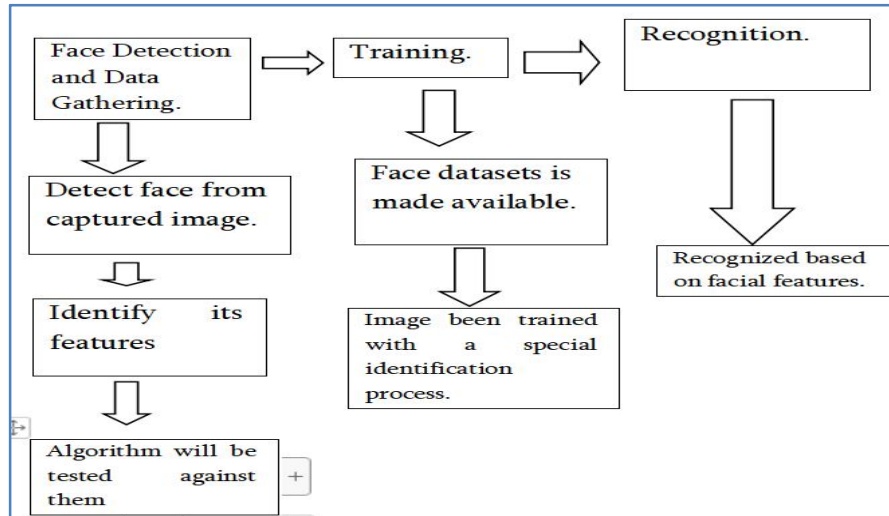 Face Detection
and Data
Gathering.
Training.
Recognition.
Detect face from
captured image.
Face datasets is
made available.
Recognized based
on facial features.
Identify its
features
Image been trained
with a special
identification
process.
Algorithm will be
tested against
them
+